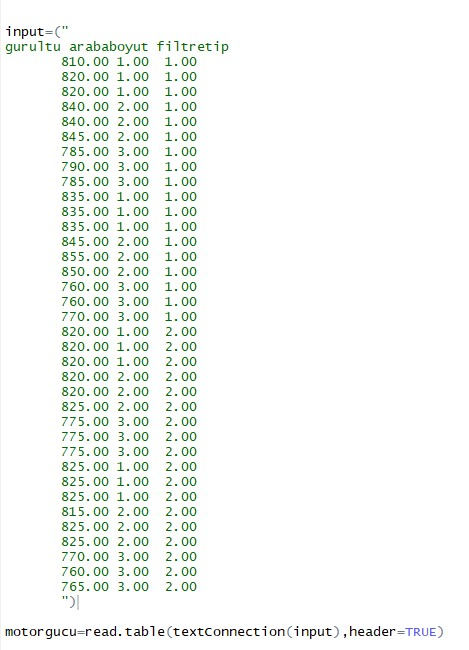 input=("
gurultu arababoyut filtretip
810.00 1.00 1.00
820.00 1.00 1.00
820.00 1.00 1.00
840.00 2.00 1.00
840.00 2.00 1.00
845.00 2.00 1.00
785.00 3.00 1.00
790.00 3.00 1.00
785.00 3.00 1.00
835.00 1.00 1.00
835.00 1.00 1.00
835.00 1.00 1.00
845.00 2.00 1.00
855.00 2.00 1.00
850.00 2.00 1.00
760.00 3.00 1.00
760.00 3.00 1.00
770.00 3.00 1.00
820.00 1.00 2.00
820.00 1.00 2.00
820.00 1.00 2.00
820.00 2.00 2.00
820.00 2.00 2.00
825.00 2.00 2.00
775.00 3.00 2.00
775.00 3.00 2.00
775.00 3.00 2.00
825.00 1.00 2.00
825.00 1.00 2.00
825.00 1.00 2.00
815.00 2.00 2.00
825.00 2.00 2.00
825.00 2.00 2.00
770.00 3.00 2.00
760.00 3.00 2.00
765.00 3.00 2.00
")
motorgucu=read.table(textConnection(input),header=TRUE)